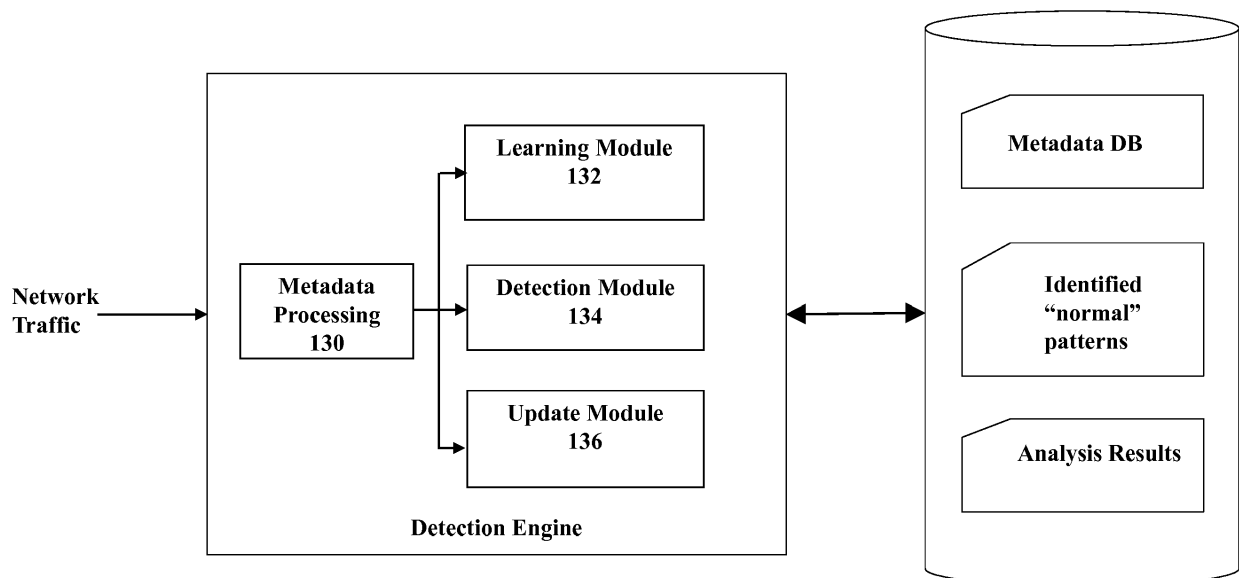 Network
Traffic
Metadata
Processing
130
Learning Module
132
Detection Module
134
Update Module
136
Detection Engine
Metadata DB
Identified
“normal”
patterns
Analysis Results